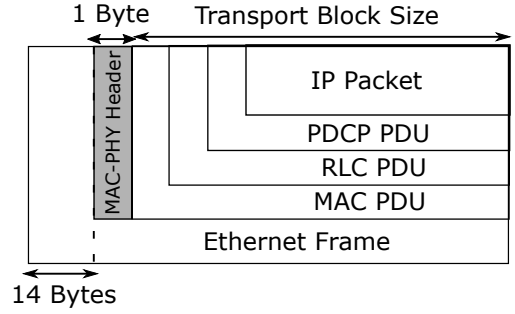 1 Byte
Transport Block Size
MAC-PHY Header
IP Packet
PDCP PDU
RLC PDU
MAC PDU
Ethernet Frame
14 Bytes